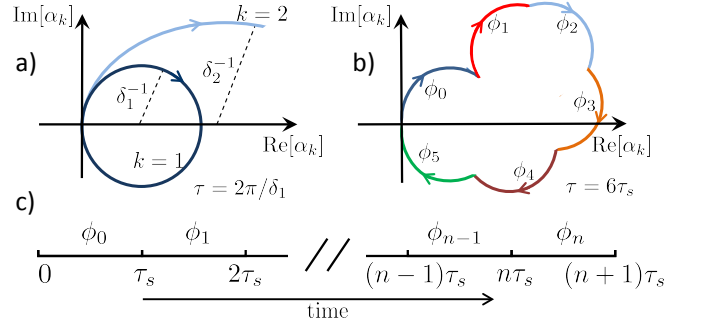 a)
Im[α_k]
k = 2
δ_1^{-1}
δ_2^{-1}
k = 1
Re[α_k]
τ = 2π/δ_1
b)
Im[α_k]
ϕ_0
ϕ_1
ϕ_2
ϕ_3
ϕ_4
ϕ_5
Re[α_k]
τ = 6τ_s
c)
ϕ_0 ϕ_1 ϕ_{n−1} ϕ_n
0 τ_s 2τ_s (n − 1)τ_s nτ_s (n + 1)τ_s
time